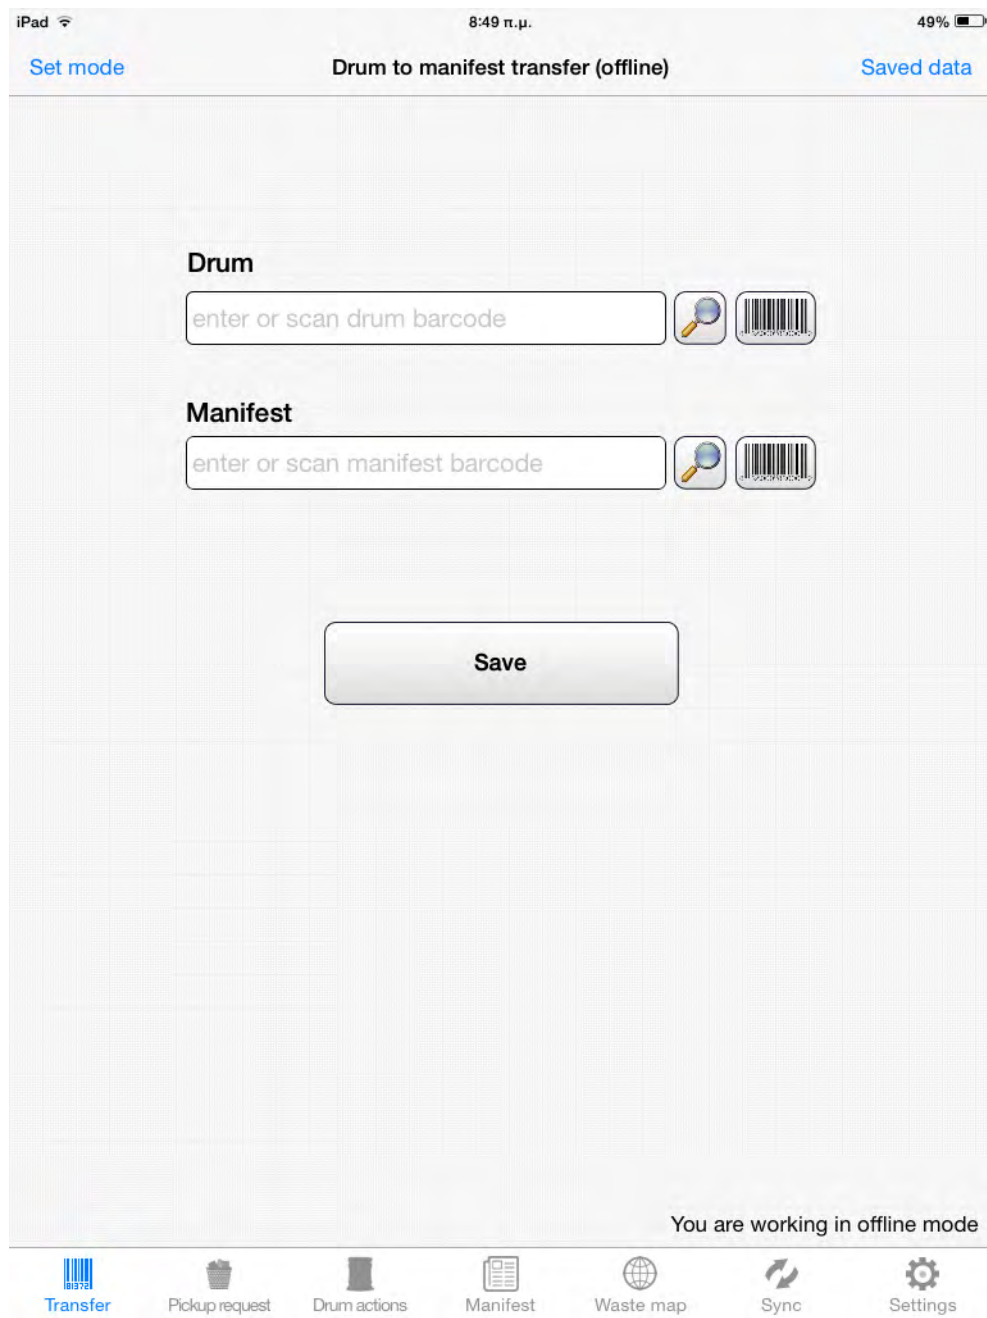 iPad 8:49 π.μ. 49%
Set mode Drum to manifest transfer (offline) Saved data
Drum
enter or scan drum barcode
Manifest
enter or scan manifest barcode
Save
You are working in offline mode
Transfer Pickup request Drum actions Manifest Waste map Sync Settings